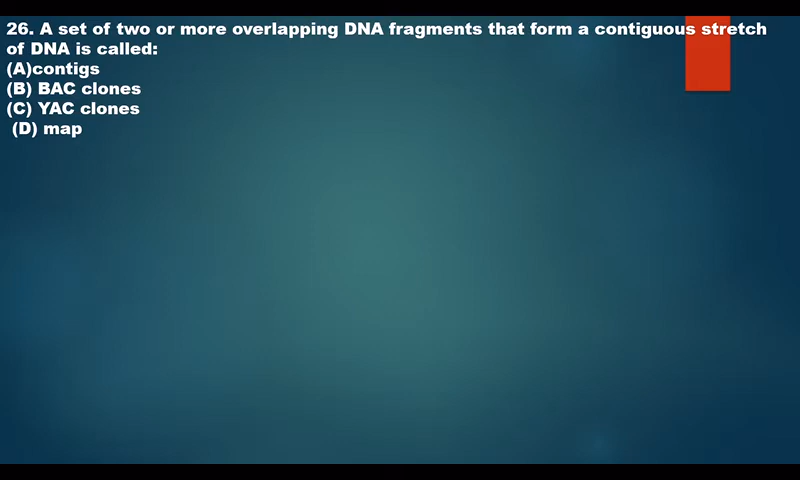 26. A set of two or more overlapping DNA fragments that form a contiguous stretch
of DNA is called:
(A)contigs
(B) BAC clones
(C) YAC clones
(D) map